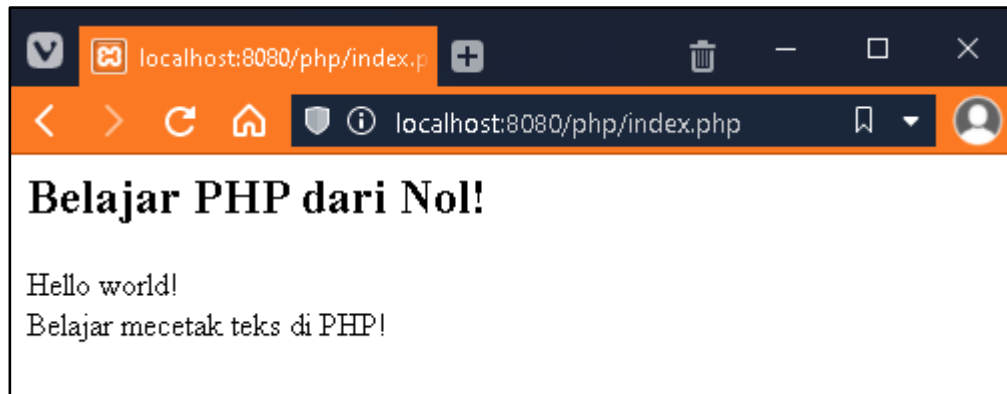 localhost:8080/php/index.p
localhost:8080/php/index.php
Belajar PHP dari Nol!
Hello world!
Belajar mecetak teks di PHP!